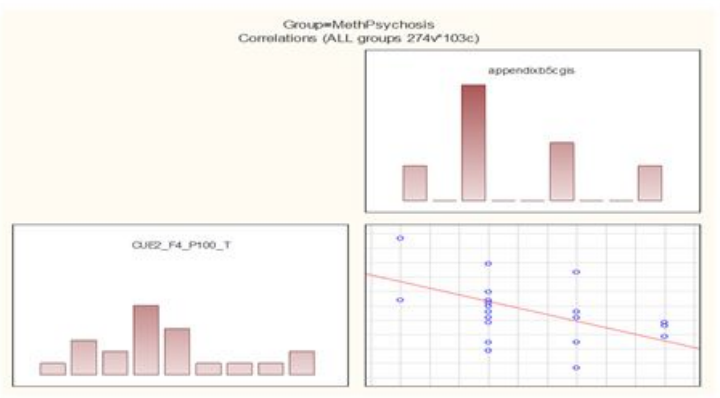 Group=MethPsychosis
Correlations (ALL groups 274v*103c)
appendixb5cgis
CUE2_F4_P100_T